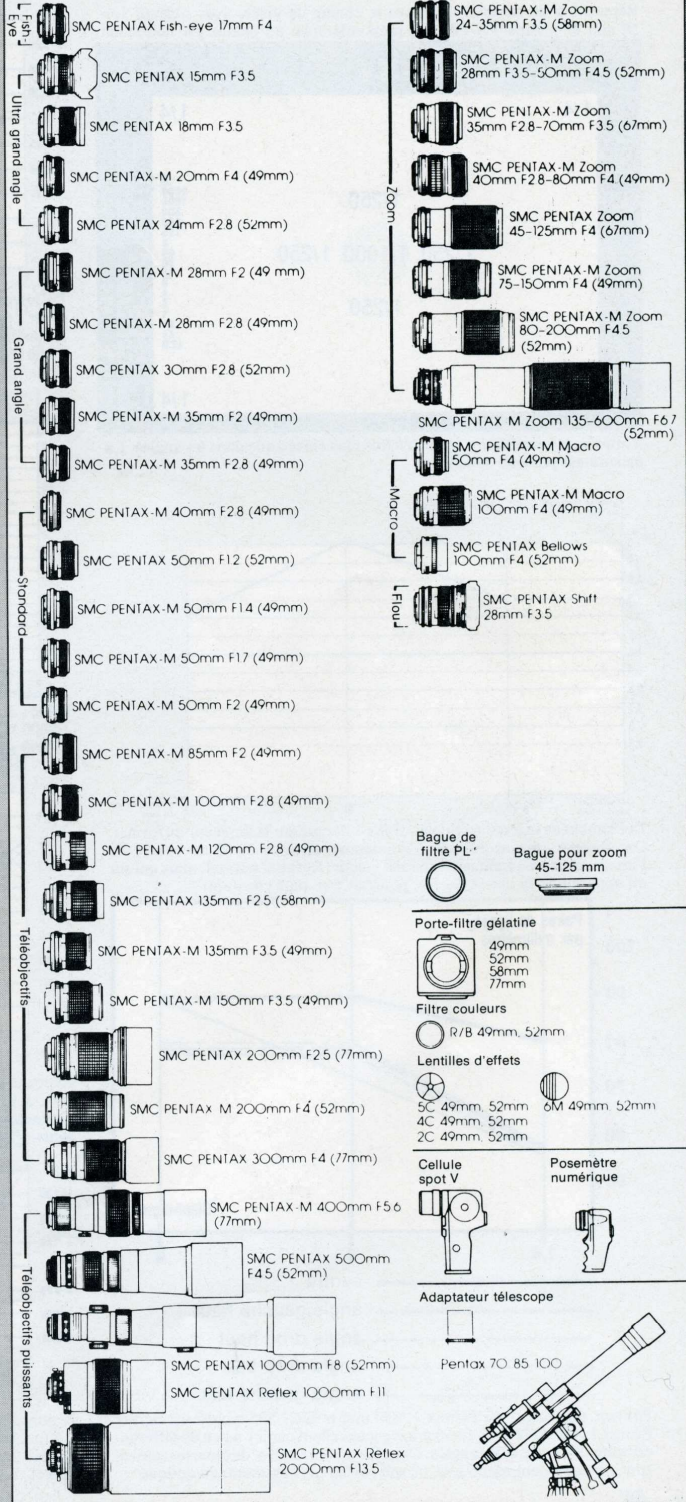 Fish-
Eye
SMC PENTAX Fish-eye 17mm F4
Ultra grand angle
SMC PENTAX 15mm F3.5
SMC PENTAX 18mm F3.5
SMC PENTAX-M 20mm F4 (49mm)
SMC PENTAX 24mm F2.8 (52mm)
Grand angle
SMC PENTAX-M 28mm F2 (49 mm)
SMC PENTAX-M 28mm F2.8 (49mm)
SMC PENTAX 30mm F2.8 (52mm)
SMC PENTAX-M 35mm F2 (49mm)
SMC PENTAX-M 35mm F2.8 (49mm)
Standard
SMC PENTAX-M 40mm F2.8 (49mm)
SMC PENTAX 50mm F1.2 (52mm)
SMC PENTAX-M 50mm F1.4 (49mm)
SMC PENTAX-M 50mm F1.7 (49mm)
SMC PENTAX-M 50mm F2 (49mm)
Téléobjectifs
SMC PENTAX-M 85mm F2 (49mm)
SMC PENTAX-M 100mm F2.8 (49mm)
SMC PENTAX-M 120mm F2.8 (49mm)
SMC PENTAX 135mm F2.5 (58mm)
SMC PENTAX-M 135mm F3.5 (49mm)
SMC PENTAX-M 150mm F3.5 (49mm)
SMC PENTAX 200mm F2.5 (77mm)
SMC PENTAX M 200mm F4 (52mm)
SMC PENTAX 300mm F4 (77mm)
Téléobjectifs puissants
SMC PENTAX-M 400mm F5.6
(77mm)
SMC PENTAX 500mm
F4.5 (52mm)
SMC PENTAX 1000mm F8 (52mm)
SMC PENTAX Reflex 1000mm F11
SMC PENTAX Reflex
2000mm F13.5
Zoom
SMC PENTAX-M Zoom
24-35mm F3.5 (58mm)
SMC PENTAX-M Zoom
28mm F3.5-50mm F4.5 (52mm)
SMC PENTAX-M Zoom
35mm F2.8-70mm F3.5 (67mm)
SMC PENTAX-M Zoom
40mm F2.8-80mm F4 (49mm)
SMC PENTAX Zoom
45-125mm F4 (67mm)
SMC PENTAX-M Zoom
75-150mm F4 (49mm)
SMC PENTAX-M Zoom
80-200mm F4.5
(52mm)
SMC PENTAX M Zoom 135-600mm F6.7
(52mm)
Macro
SMC PENTAX-M Macro
50mm F4 (49mm)
SMC PENTAX-M Macro
100mm F4 (49mm)
SMC PENTAX Bellows
100mm F4 (52mm)
Flou
SMC PENTAX Shift
28mm F3.5
Bague de
filtre PL
Bague pour zoom
45-125 mm
Porte-filtre gélatine
49mm
52mm
58mm
77mm
Filtre couleurs
R/B 49mm, 52mm
Lentilles d'effets
5C 49mm, 52mm
4C 49mm, 52mm
2C 49mm, 52mm
6M 49mm, 52mm
Cellule
spot V
Posemètre
numérique
Adaptateur télescope
Pentax 70 85 100